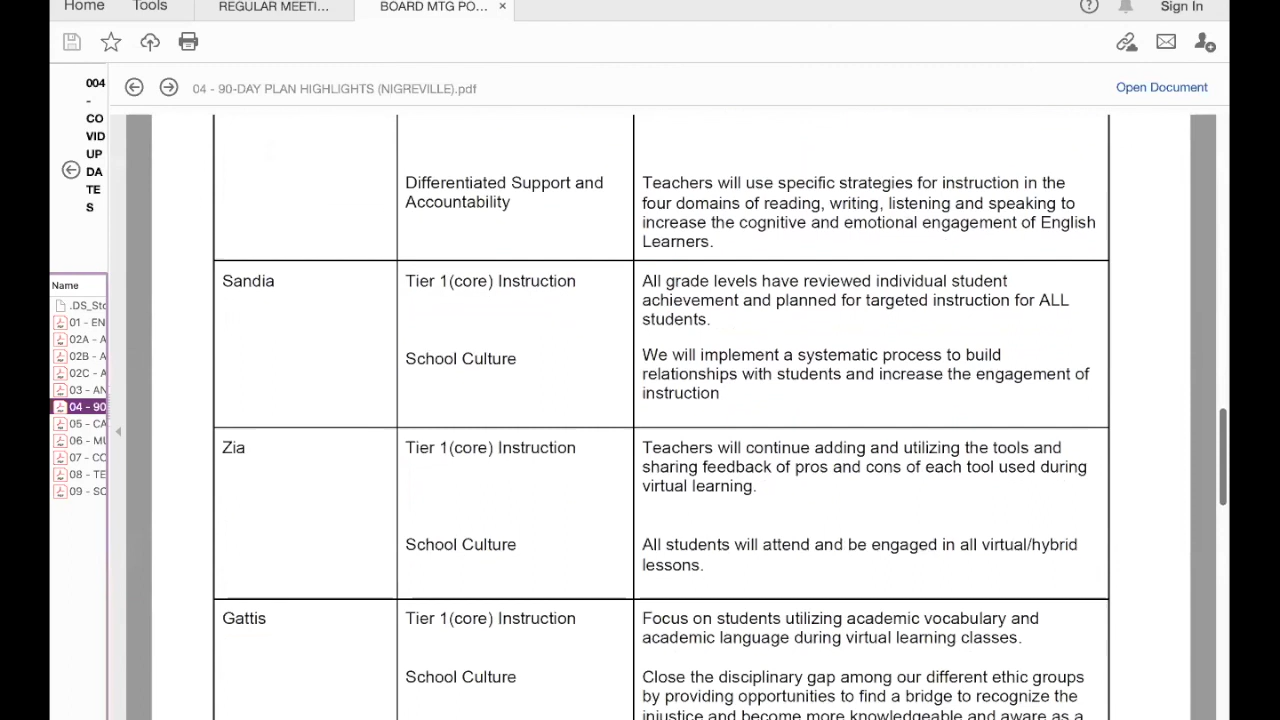 Home
Tools
REGULAR MEETI...
BOARD MTG PO...
×
?
Sign In
04 - 90-DAY PLAN HIGHLIGHTS (NIGREVILLE).pdf
Open Document
004
-
CO
VID
UP
DA
TE
S
Name
.DS_Sto
01 - EN
02A - A
02B - A
02C - A
03 - AN
04 - 90
05 - CA
06 - MU
07 - CO
08 - TE
09 - SC
Differentiated Support and
Accountability
Teachers will use specific strategies for instruction in the
four domains of reading, writing, listening and speaking to
increase the cognitive and emotional engagement of English
Learners.
Sandia
Tier 1(core) Instruction
All grade levels have reviewed individual student
achievement and planned for targeted instruction for ALL
students.
School Culture
We will implement a systematic process to build
relationships with students and increase the engagement of
instruction
Zia
Tier 1(core) Instruction
Teachers will continue adding and utilizing the tools and
sharing feedback of pros and cons of each tool used during
virtual learning.
School Culture
All students will attend and be engaged in all virtual/hybrid
lessons.
Gattis
Tier 1(core) Instruction
Focus on students utilizing academic vocabulary and
academic language during virtual learning classes.
School Culture
Close the disciplinary gap among our different ethic groups
by providing opportunities to find a bridge to recognize the
injustice and become more knowledgeable and aware as a